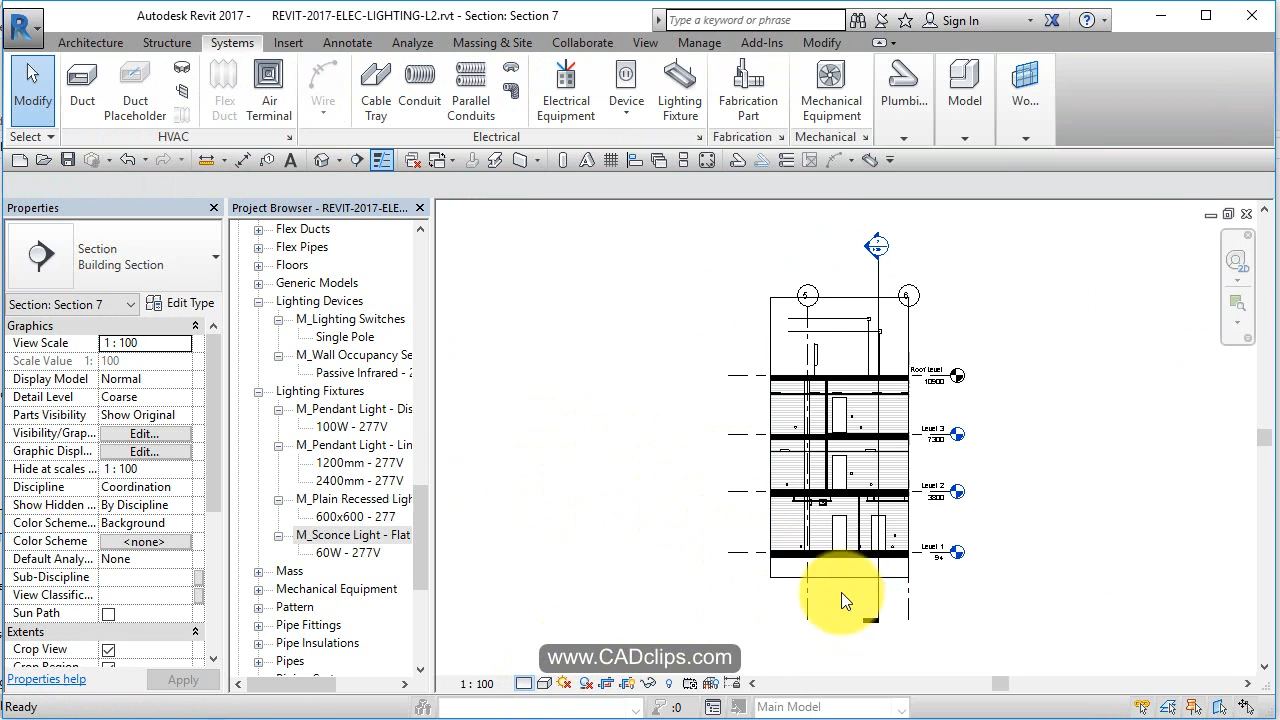 Autodesk Revit 2017 - REVIT-2017-ELEC-LIGHTING-L2.rvt - Section: Section 7
Type a keyword or phrase
Sign In
Architecture Structure Systems Insert Annotate Analyze Massing & Site Collaborate View Manage Add-Ins Modify
Modify
Duct
Duct Placeholder
Flex Duct
Air Terminal
Wire
Cable Tray
Conduit
Parallel Conduits
Electrical Equipment
Device
Lighting Fixture
Fabrication Part
Mechanical Equipment
Plumbi...
Model
Wo...
Select
HVAC
Electrical
Fabrication
Mechanical
Properties
Section
Building Section
Section: Section 7
Edit Type
Graphics
View Scale 1 : 100
Scale Value 1: 100
Display Model Normal
Detail Level Coarse
Parts Visibility Show Original
Visibility/Grap... Edit...
Graphic Dis... Edit...
Hide at scales ... 1 : 100
Discipline Coordination
Show Hidden ... By Discipline
Color Scheme... Background
Color Scheme <none>
Default Analy... None
Sub-Discipline
View Classific...
Sun Path
Extents
Crop View
Crop Region
Properties help
Apply
Project Browser - REVIT-2017-ELE...
Flex Ducts
Flex Pipes
Floors
Generic Models
Lighting Devices
M_Lighting Switches
Single Pole
M_Wall Occupancy Se
Passive Infrared - 2
Lighting Fixtures
M_Pendant Light - Dis
100W - 277V
M_Pendant Light - Lin
1200mm - 277V
2400mm - 277V
M_Plain Recessed Ligh
600x600 - 277
M_Sconce Light - Flat
60W - 277V
Mass
Mechanical Equipment
Pattern
Pipe Fittings
Pipe Insulations
Pipes
2D
5
6
Roof Level
10900
Level 3
7300
Level 2
3800
Level 1
www.CADclips.com
1 : 100
Ready
:0
Main Model